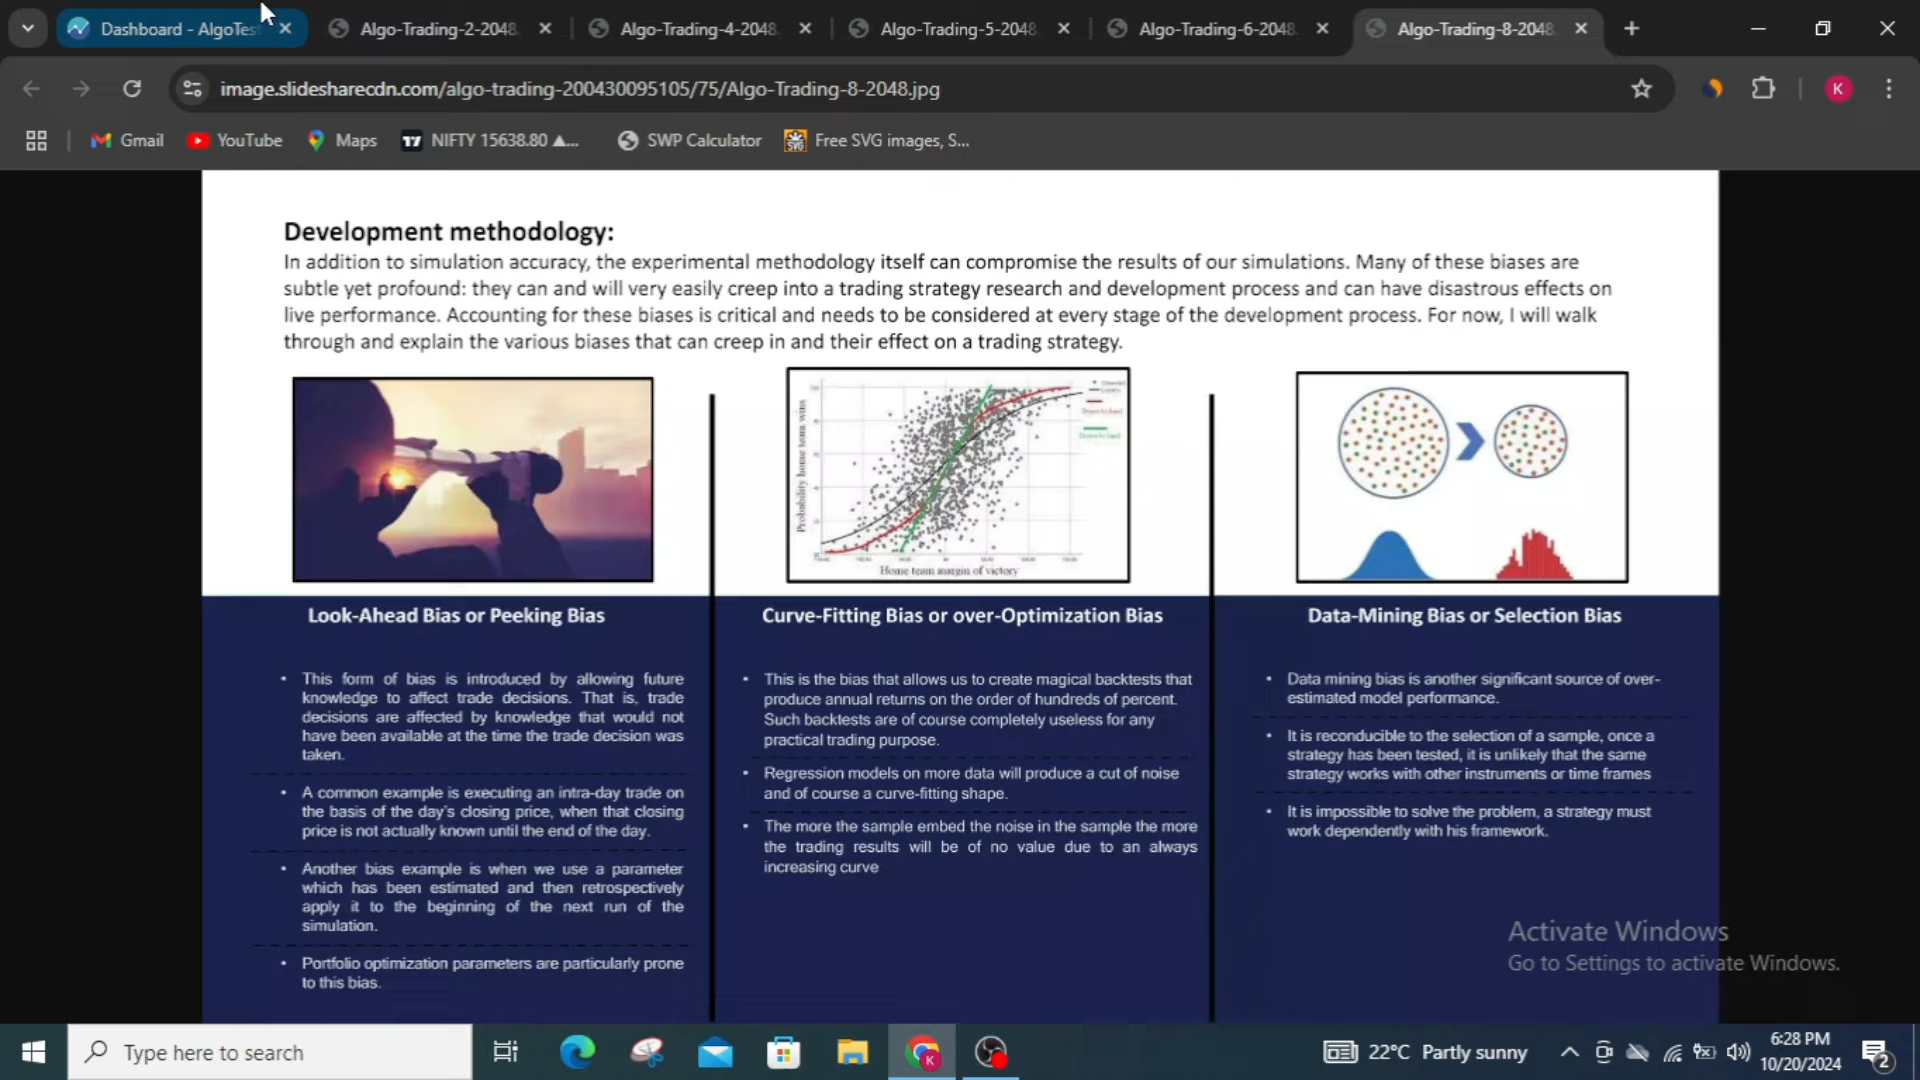 Dashboard - AlgoTes
Algo-Trading-2-2048
Algo-Trading-4-2048
Algo-Trading-5-2048
Algo-Trading-6-2048
Algo-Trading-8-2048
image.slidesharecdn.com/algo-trading-200430095105/75/Algo-Trading-8-2048.jpg
K
Gmail
YouTube
Maps
NIFTY 15638.80 ▲...
SWP Calculator
Free SVG images, S...
Development methodology:
In addition to simulation accuracy, the experimental methodology itself can compromise the results of our simulations. Many of these biases are
subtle yet profound: they can and will very easily creep into a trading strategy research and development process and can have disastrous effects on
live performance. Accounting for these biases is critical and needs to be considered at every stage of the development process. For now, I will walk
through and explain the various biases that can creep in and their effect on a trading strategy.
Probability home team wins
Home team margin of victory
Look-Ahead Bias or Peeking Bias
• This form of bias is introduced by allowing future
knowledge to affect trade decisions. That is, trade
decisions are affected by knowledge that would not
have been available at the time the trade decision was
taken.
• A common example is executing an intra-day trade on
the basis of the day's closing price, when that closing
price is not actually known until the end of the day.
• Another bias example is when we use a parameter
which has been estimated and then retrospectively
apply it to the beginning of the next run of the
simulation.
• Portfolio optimization parameters are particularly prone
to this bias.
Curve-Fitting Bias or over-Optimization Bias
• This is the bias that allows us to create magical backtests that
produce annual returns on the order of hundreds of percent.
Such backtests are of course completely useless for any
practical trading purpose.
• Regression models on more data will produce a cut of noise
and of course a curve-fitting shape.
• The more the sample embed the noise in the sample the more
the trading results will be of no value due to an always
increasing curve
Data-Mining Bias or Selection Bias
• Data mining bias is another significant source of over-
estimated model performance.
• It is reconducible to the selection of a sample, once a
strategy has been tested, it is unlikely that the same
strategy works with other instruments or time frames
• It is impossible to solve the problem, a strategy must
work dependently with his framework.
Activate Windows
Go to Settings to activate Windows.
Type here to search
K
22°C Partly sunny
6:28 PM
10/20/2024
2